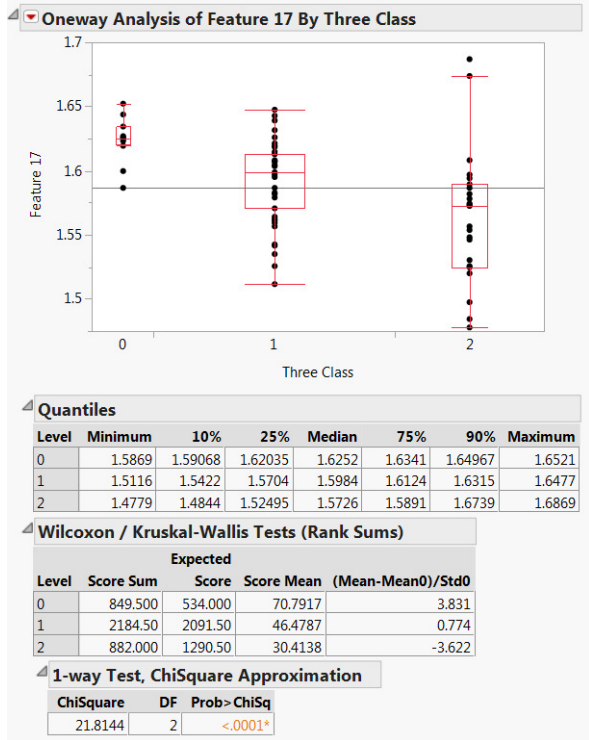 Oneway Analysis of Feature 17 By Three Class
1.7
1.65
1.6
1.55
1.5
Feature 17
0 1 2
Three Class
Quantiles
Level Minimum 10% 25% Median 75% 90% Maximum
0 1.5869 1.59068 1.62035 1.6252 1.6341 1.64967 1.6521
1 1.5116 1.5422 1.5704 1.5984 1.6124 1.6315 1.6477
2 1.4779 1.4844 1.52495 1.5726 1.5891 1.6739 1.6869
Wilcoxon / Kruskal-Wallis Tests (Rank Sums)
Expected
Level Score Sum Score Score Mean (Mean-Mean0)/Std0
0 849.500 534.000 70.7917 3.831
1 2184.50 2091.50 46.4787 0.774
2 882.000 1290.50 30.4138 -3.622
1-way Test, ChiSquare Approximation
ChiSquare DF Prob>ChiSq
21.8144 2 <.0001*